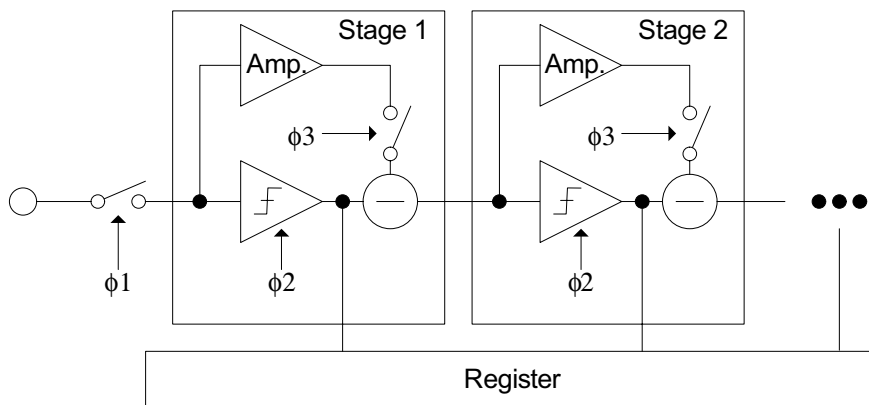 Stage 1
Stage 2
Amp.
Amp.
ϕ3
ϕ3
ϕ1
ϕ2
ϕ2
Register